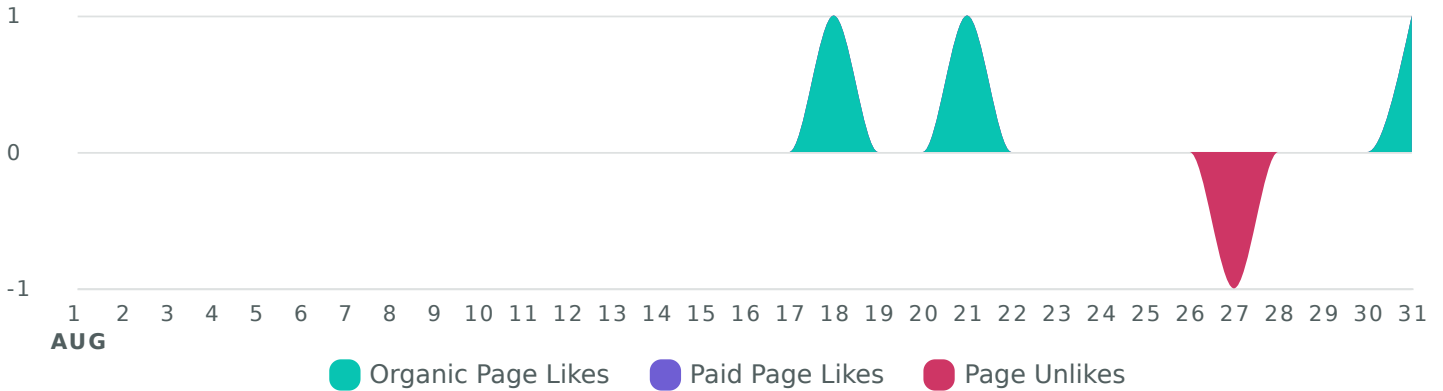 1
0
-1
1 2 3 4 5 6 7 8 9 10 11 12 13 14 15 16 17 18 19 20 21 22 23 24 25 26 27 28 29 30 31
AUG
Organic Page Likes Paid Page Likes Page Unlikes